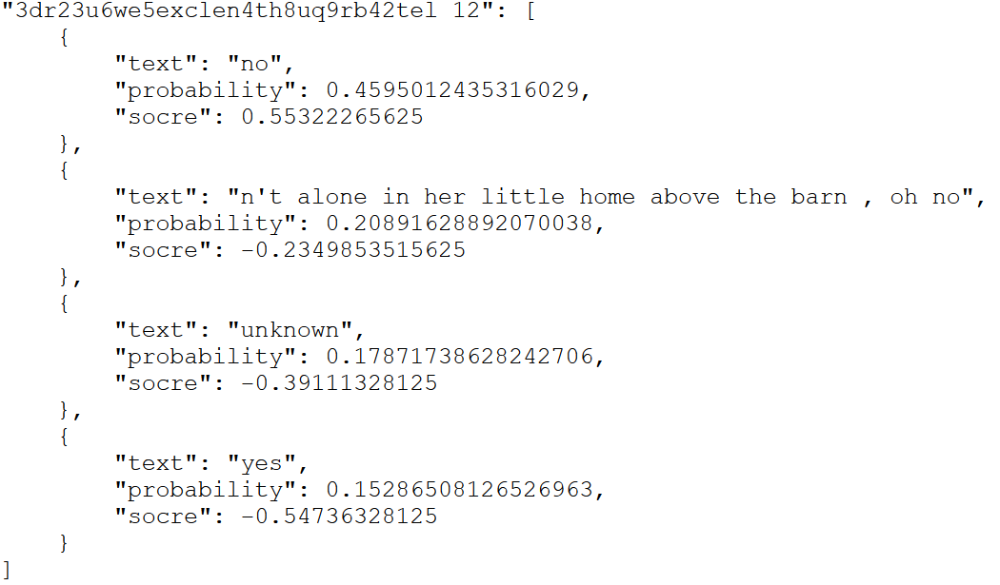 "3dr23u6we5exclen4th8uq9rb42tel 12": [
    {
        "text": "no",
        "probability": 0.4595012435316029,
        "socre": 0.55322265625
    },
    {
        "text": "n't alone in her little home above the barn , oh no",
        "probability": 0.20891628892070038,
        "socre": -0.2349853515625
    },
    {
        "text": "unknown",
        "probability": 0.17871738628242706,
        "socre": -0.39111328125
    },
    {
        "text": "yes",
        "probability": 0.15286508126526963,
        "socre": -0.54736328125
    }
]